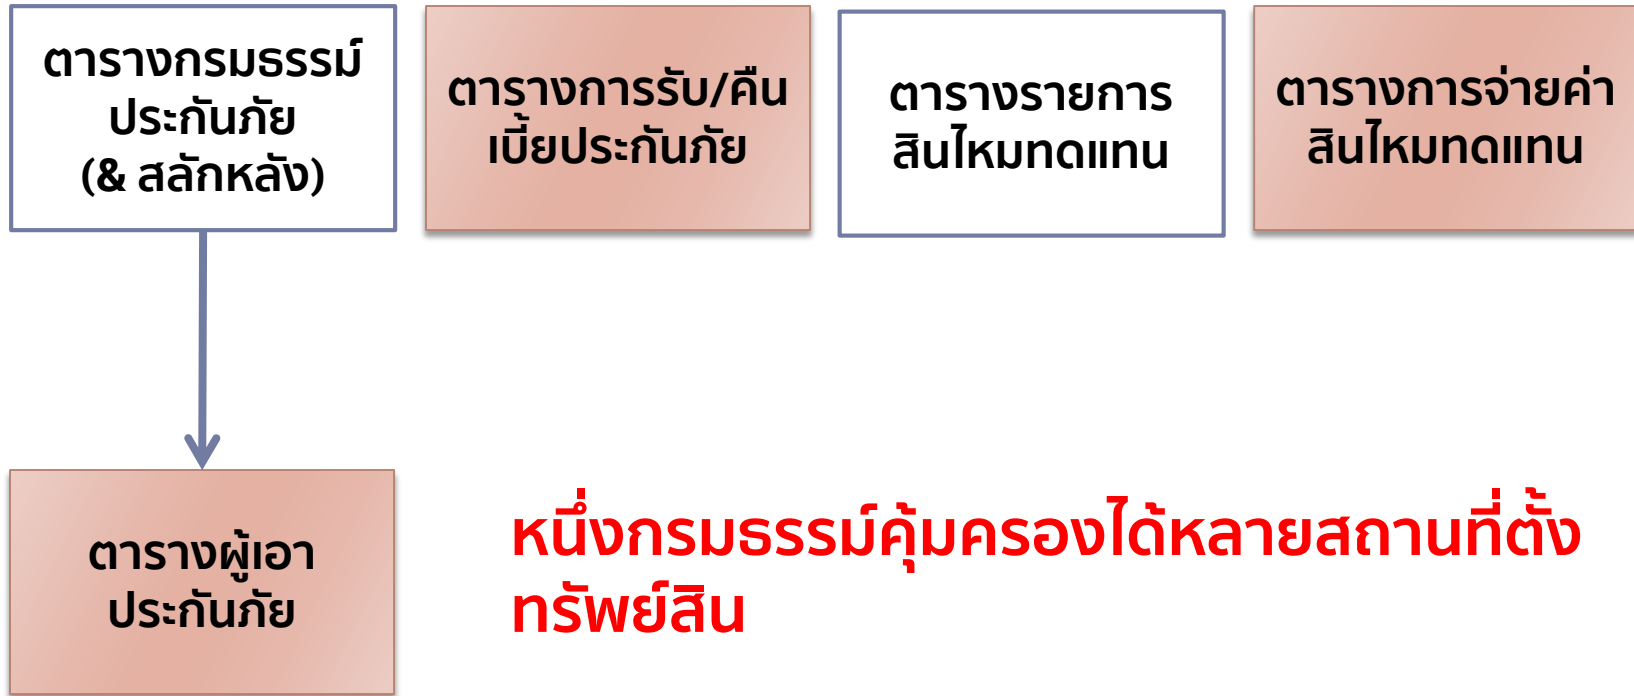 ตารางกรมธรรม์
ประกันภัย
(& สลักหลัง)
ตารางการรับ/คืน
เบี้ยประกันภัย
ตารางรายการ
สินไหมทดแทน
ตารางการจ่ายค่า
สินไหมทดแทน
ตารางผู้เอา
ประกันภัย
หนึ่งกรมธรรม์คุ้มครองได้หลายสถานที่ตั้ง
ทรัพย์สิน